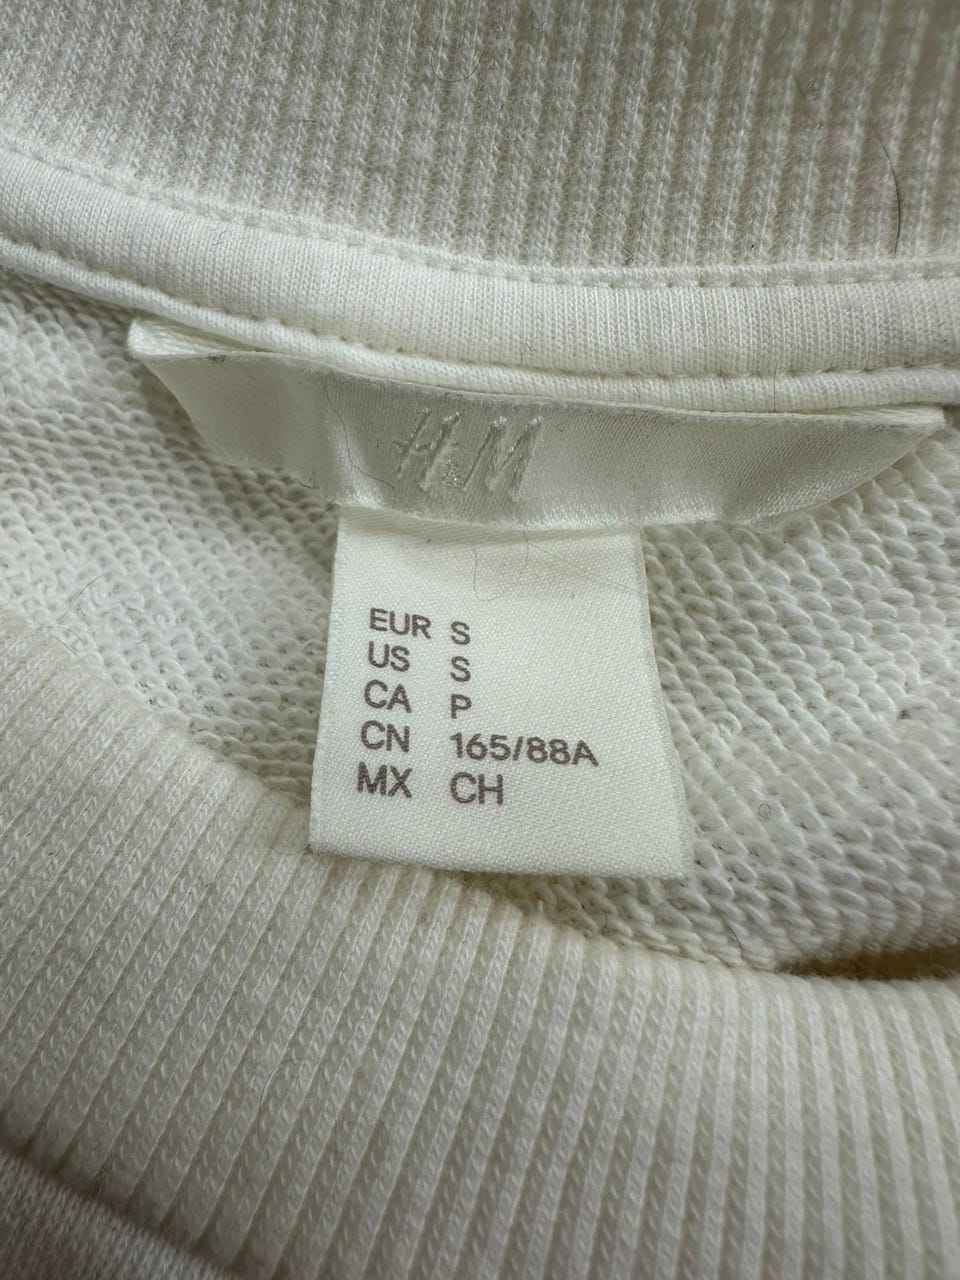 H&M
EUR S
US S
CA P
CN 165/88A
MX CH